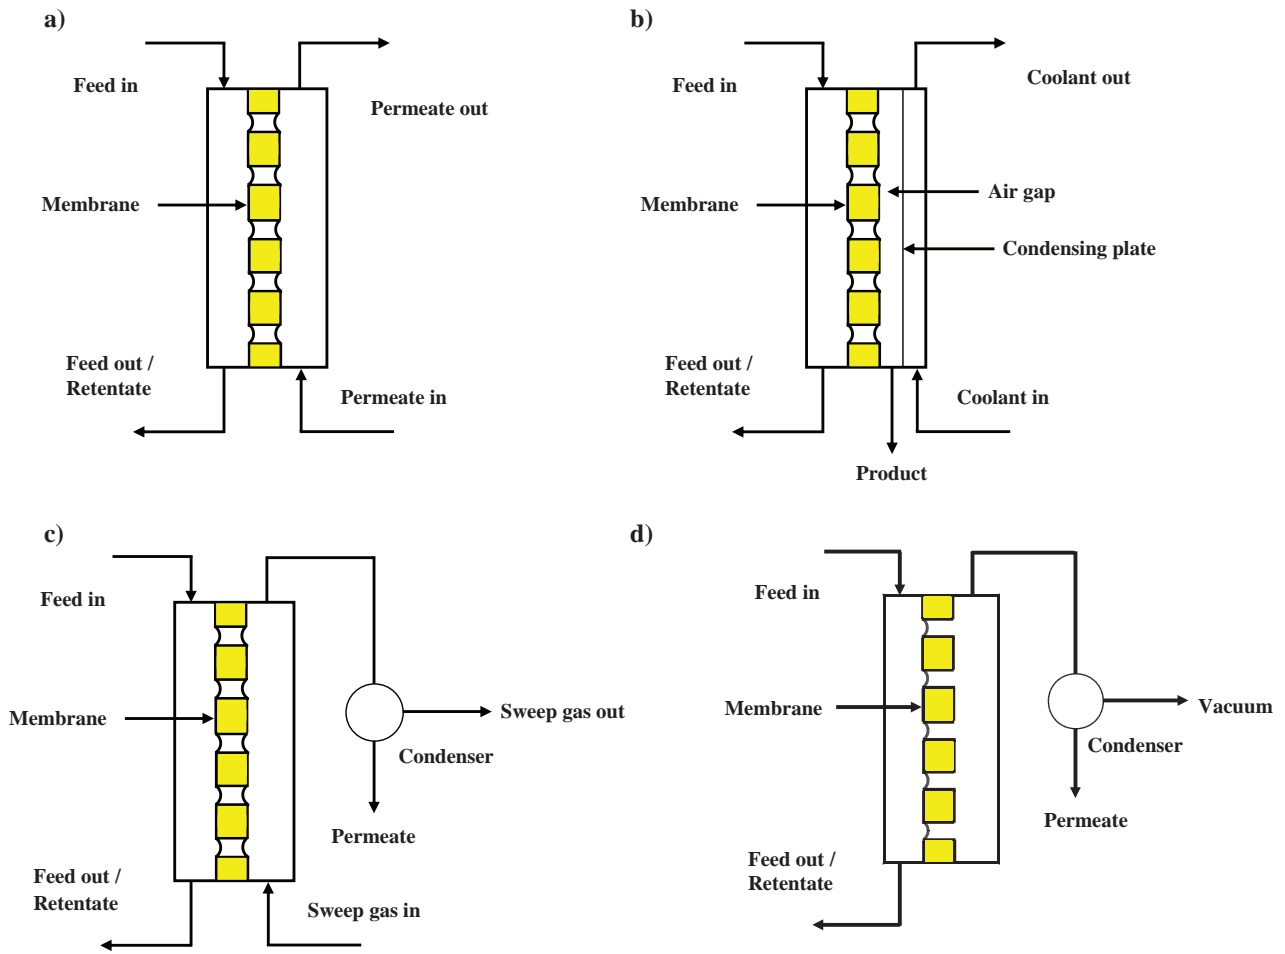 a)
Feed in
Permeate out
Membrane
Feed out /
Retentate
Permeate in
b)
Feed in
Coolant out
Membrane
Air gap
Condensing plate
Feed out /
Retentate
Coolant in
Product
c)
Feed in
Membrane
Sweep gas out
Condenser
Permeate
Feed out /
Retentate
Sweep gas in
d)
Feed in
Membrane
Vacuum
Condenser
Permeate
Feed out /
Retentate